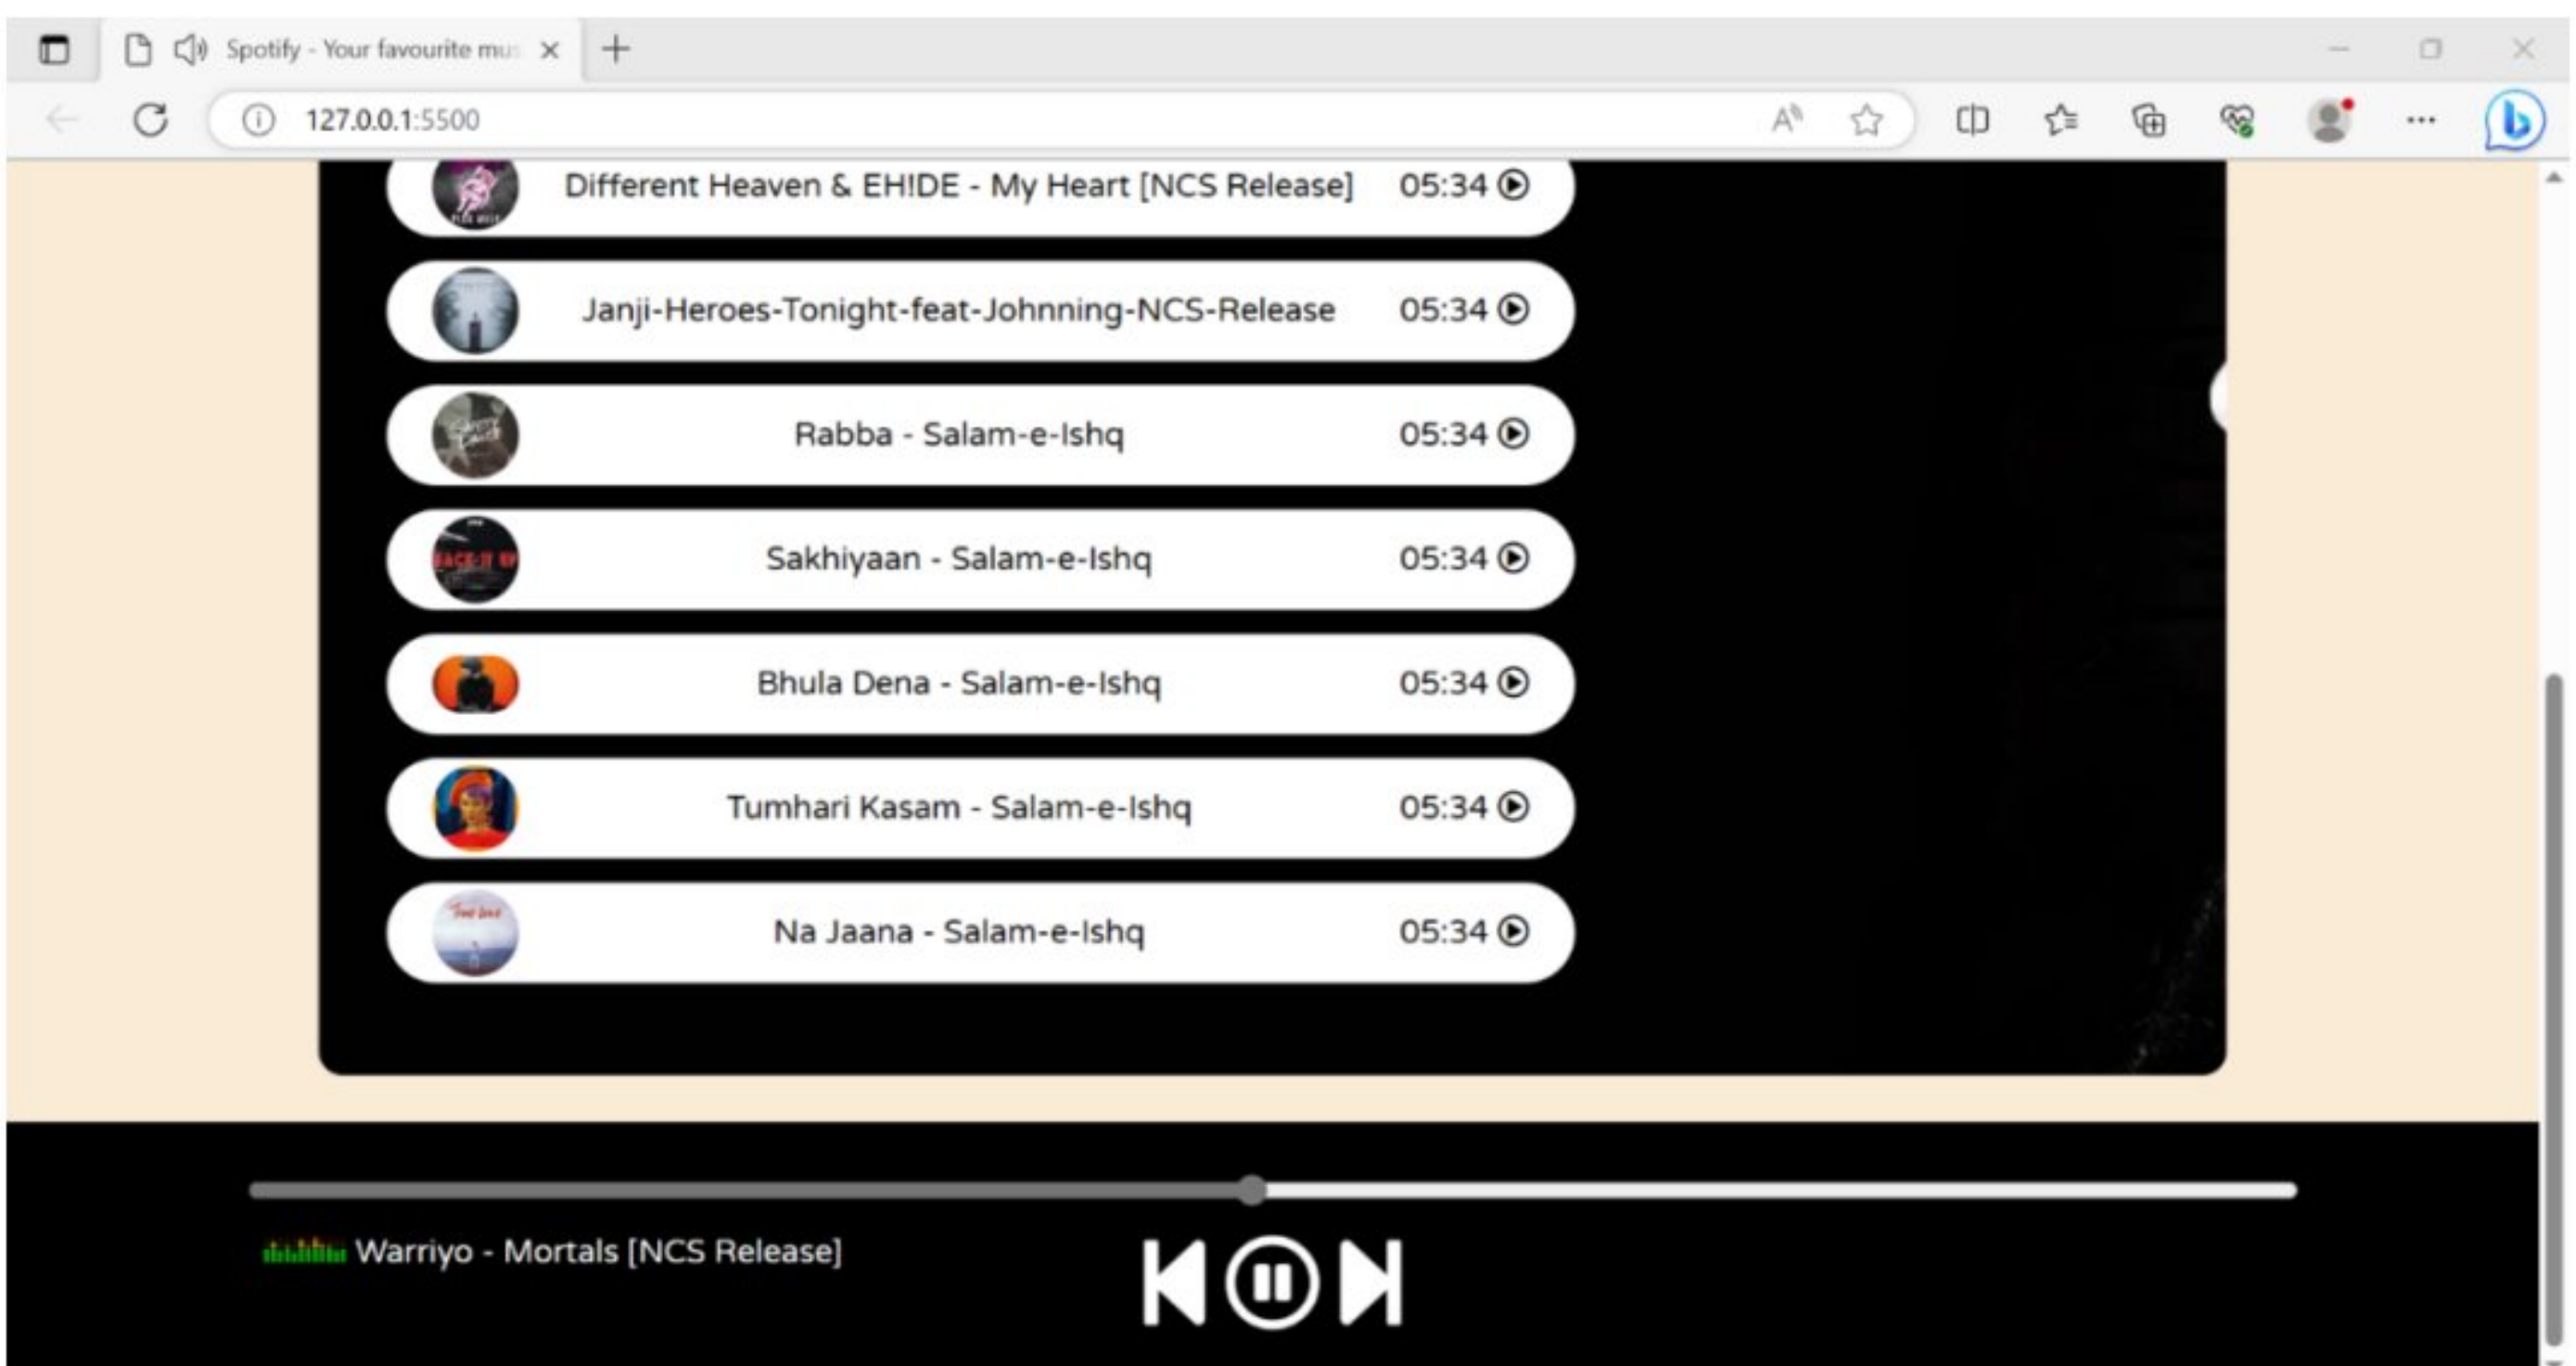 Spotify - Your favourite mus
127.0.0.1:5500
Different Heaven & EH!DE - My Heart [NCS Release] 05:34
Janji-Heroes-Tonight-feat-Johnning-NCS-Release 05:34
Rabba - Salam-e-Ishq 05:34
Sakhiyaan - Salam-e-Ishq 05:34
Bhula Dena - Salam-e-Ishq 05:34
Tumhari Kasam - Salam-e-Ishq 05:34
True Love
Na Jaana - Salam-e-Ishq 05:34
Warriyo - Mortals [NCS Release]